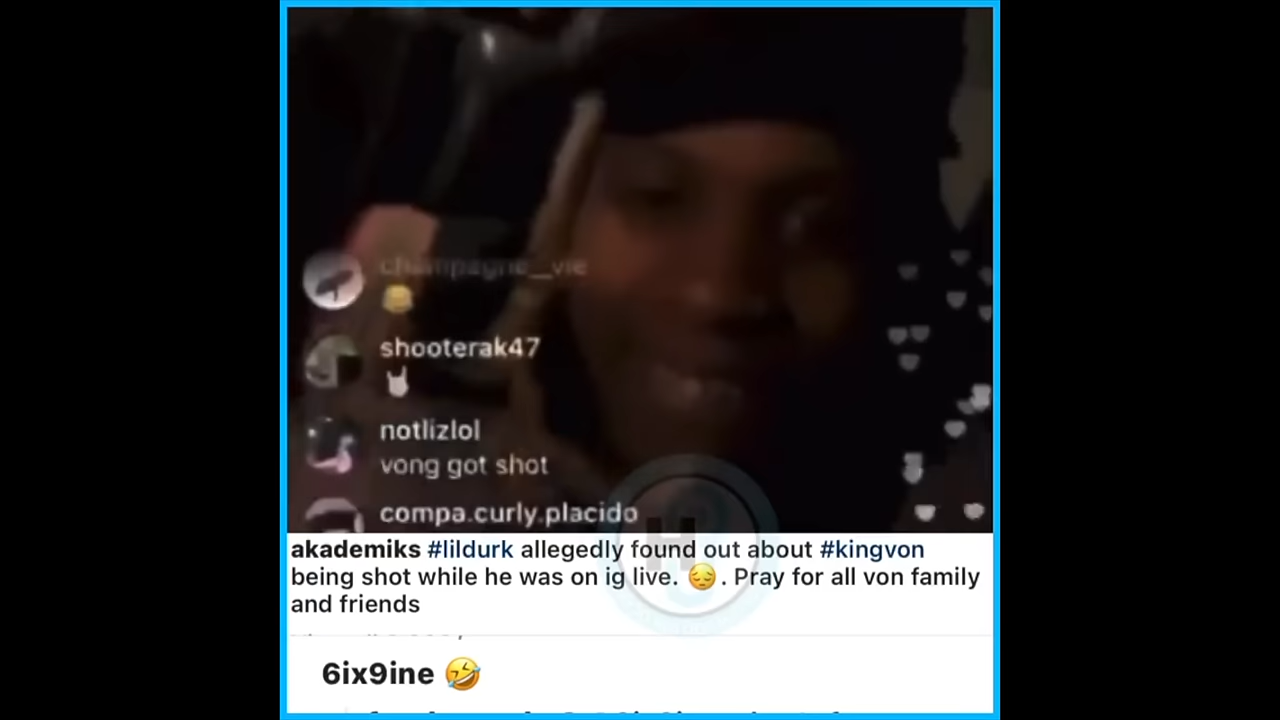 champagne__vie
😂
shooterak47
🤘
notlizlol
vong got shot
compa.curly.placido
akademiks #lildurk allegedly found out about #kingvon
being shot while he was on ig live. 😔. Pray for all von family
and friends
6ix9ine 🤣